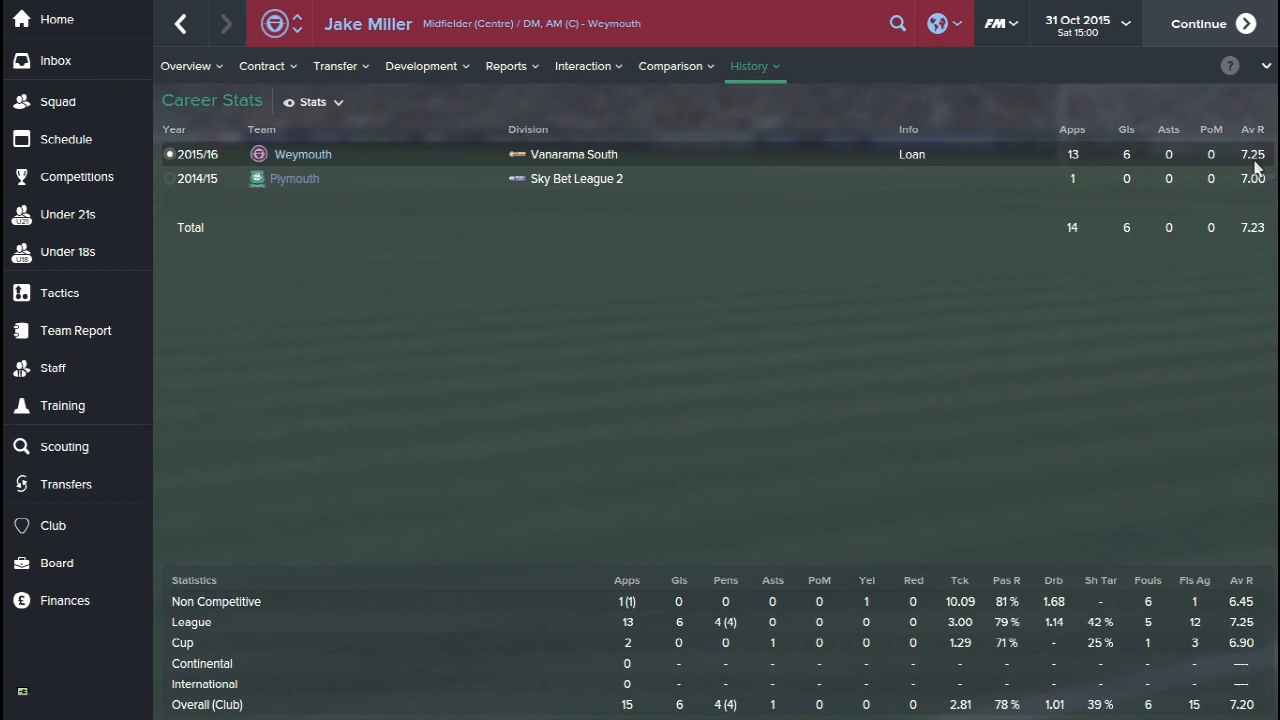 Home
Inbox
Squad
Schedule
Competitions
U21 Under 21s
U18 Under 18s
Tactics
Team Report
Staff
Training
Scouting
Transfers
Club
Board
£ Finances
Jake Miller Midfielder (Centre) / DM, AM (C) - Weymouth
FM
31 Oct 2015
Sat 15:00
Continue
Overview Contract Transfer Development Reports Interaction Comparison History ?
Career Stats Stats
Year Team Division Info Apps Gls Asts PoM Av R
2015/16 Weymouth Vanarama South Loan 13 6 0 0 7.25
2014/15 Plymouth Sky Bet League 2 1 0 0 0 7.00
Total 14 6 0 0 7.23
Statistics Apps Gls Pens Asts PoM Yel Red Tck Pas R Drb Sh Tar Fouls Fls Ag Av R
Non Competitive 1 (1) 0 0 0 0 1 0 10.09 81 % 1.68 - 6 1 6.45
League 13 6 4 (4) 0 0 0 0 3.00 79 % 1.14 42 % 5 12 7.25
Cup 2 0 0 1 0 0 0 1.29 71 % - 25 % 1 3 6.90
Continental 0 - - - - - - - - - - - - ----
International 0 - - - - - - - - - - - - ----
Overall (Club) 15 6 4 (4) 1 0 0 0 2.81 78 % 1.01 39 % 6 15 7.20